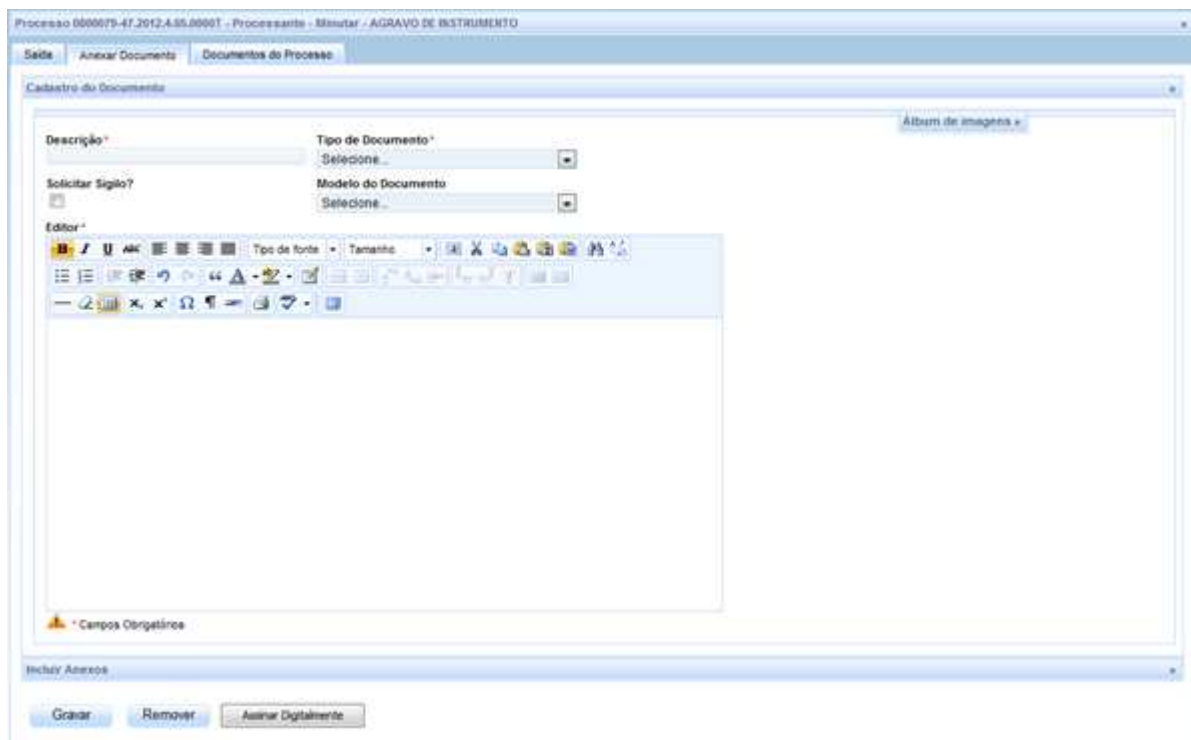 Processo 0000079-47.2012.4.05.0000T - Processante - Minutar - AGRAVO DE INSTRUMENTO
Saída Anexar Documento Documentos do Processo
Cadastro do Documento
Álbum de imagens »
Descrição* Tipo de Documento*
Selecione...
Solicitar Sigilo? Modelo do Documento
Selecione...
Editor*
B I U ABC Tipo de fonte Tamanho
* Campos Obrigatórios
Incluir Anexos
Gravar Remover Assinar Digitalmente